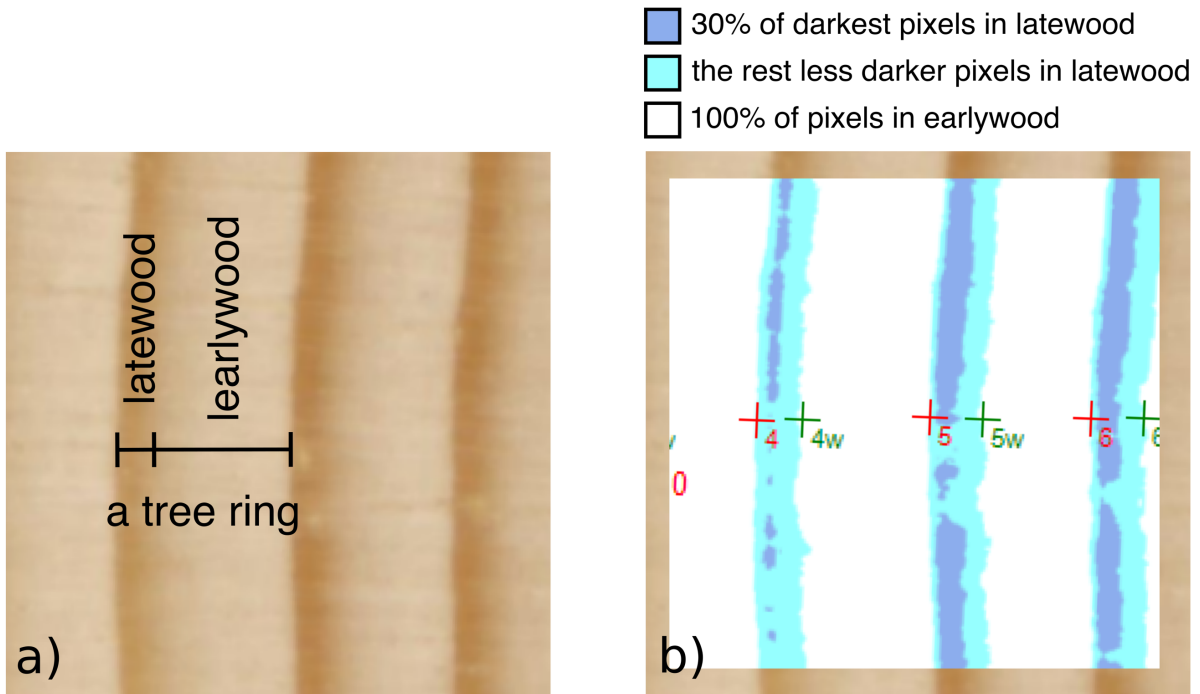 30% of darkest pixels in latewood
the rest less darker pixels in latewood
100% of pixels in earlywood
latewood
learlywood
a tree ring
a)
4
4w
5
5w
6
0
b)